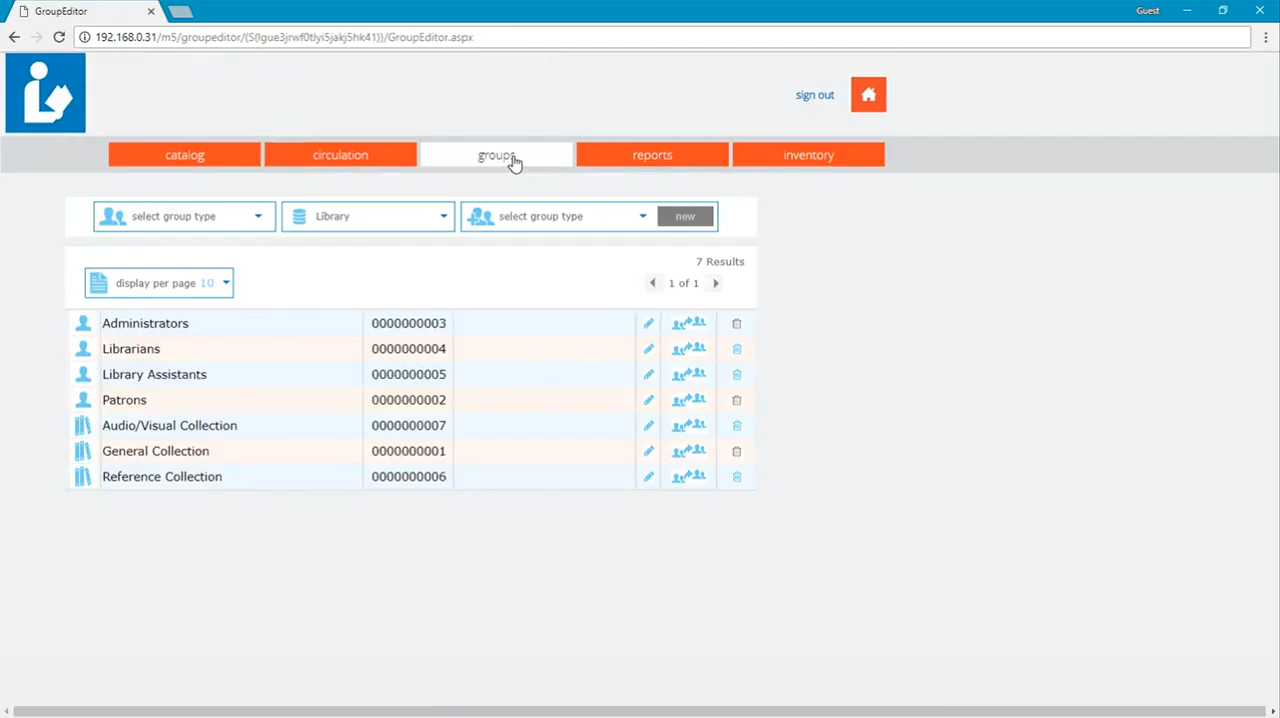 GroupEditor
Guest
192.168.0.31/m5/groupeditor/(S(lgue3jrwf0tlyi5jakj5hk41))/GroupEditor.aspx
sign out
catalog
circulation
groups
reports
inventory
select group type
Library
select group type
new
7 Results
display per page 10
1 of 1
Administrators 0000000003
Librarians 0000000004
Library Assistants 0000000005
Patrons 0000000002
Audio/Visual Collection 0000000007
General Collection 0000000001
Reference Collection 0000000006